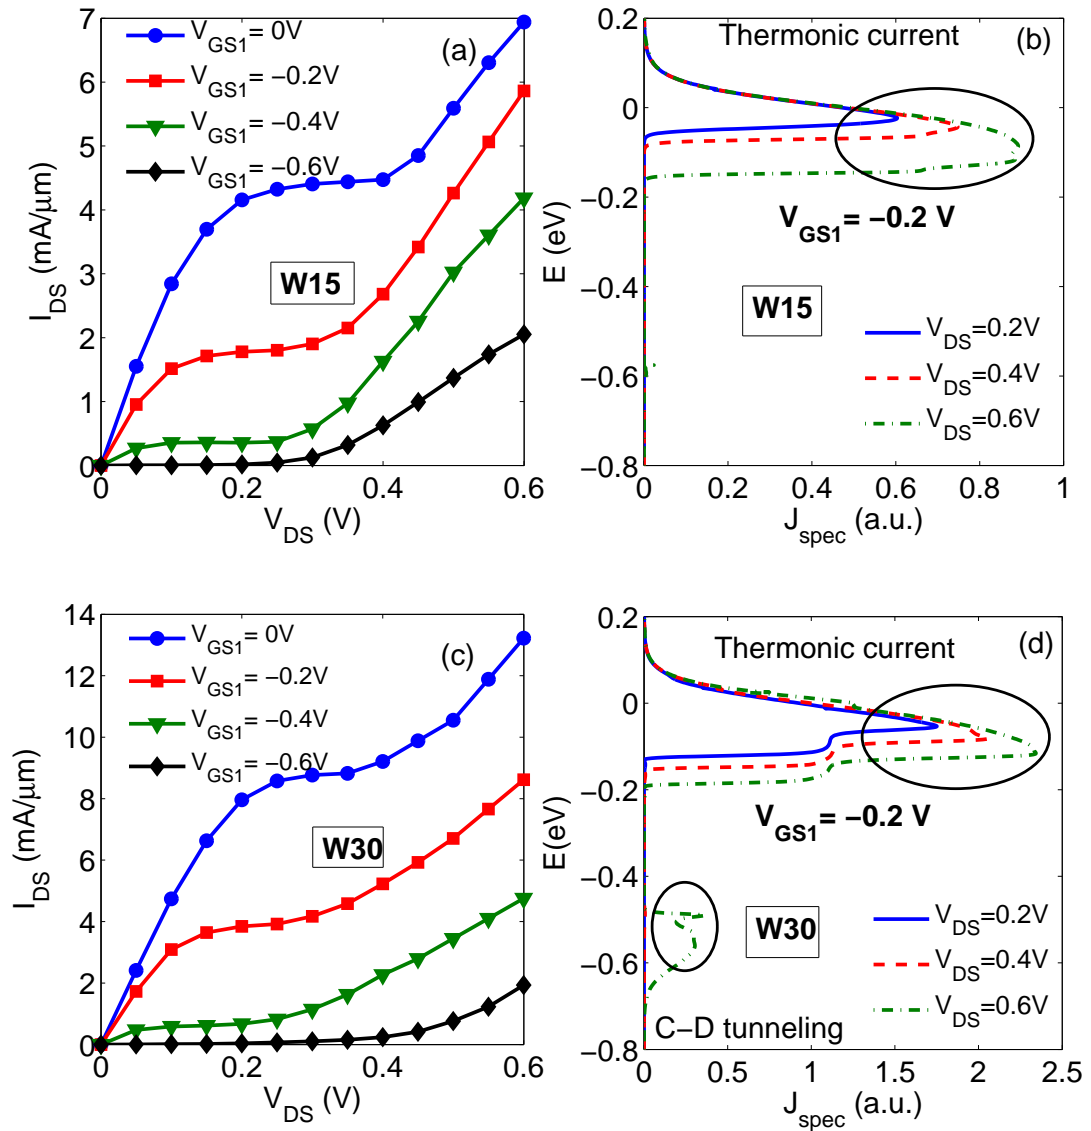 (a)
V_GS1= 0V
V_GS1= −0.2V
V_GS1= −0.4V
V_GS1= −0.6V
W15
I_DS (mA/μm)
7
6
5
4
3
2
1
0
0 0.2 0.4 0.6
V_DS (V)
(b)
Thermonic current
V_GS1= −0.2 V
W15
V_DS=0.2V
V_DS=0.4V
V_DS=0.6V
E (eV)
0.2
0
−0.2
−0.4
−0.6
−0.8
0 0.2 0.4 0.6 0.8 1
J_spec (a.u.)
(c)
V_GS1= 0V
V_GS1= −0.2V
V_GS1= −0.4V
V_GS1= −0.6V
W30
I_DS (mA/μm)
14
12
10
8
6
4
2
0
0 0.2 0.4 0.6
V_DS (V)
(d)
Thermonic current
V_GS1= −0.2 V
W30
V_DS=0.2V
V_DS=0.4V
V_DS=0.6V
C−D tunneling
E(eV)
0.2
0
−0.2
−0.4
−0.6
−0.8
0 0.5 1 1.5 2 2.5
J_spec (a.u.)